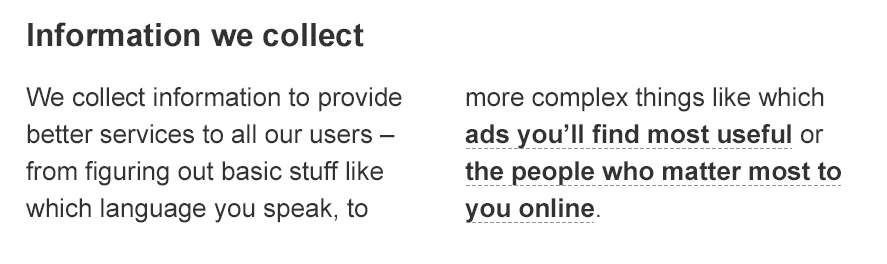 Information we collect
We collect information to provide
better services to all our users –
from figuring out basic stuff like
which language you speak, to
more complex things like which
ads you’ll find most useful or
the people who matter most to
you online.